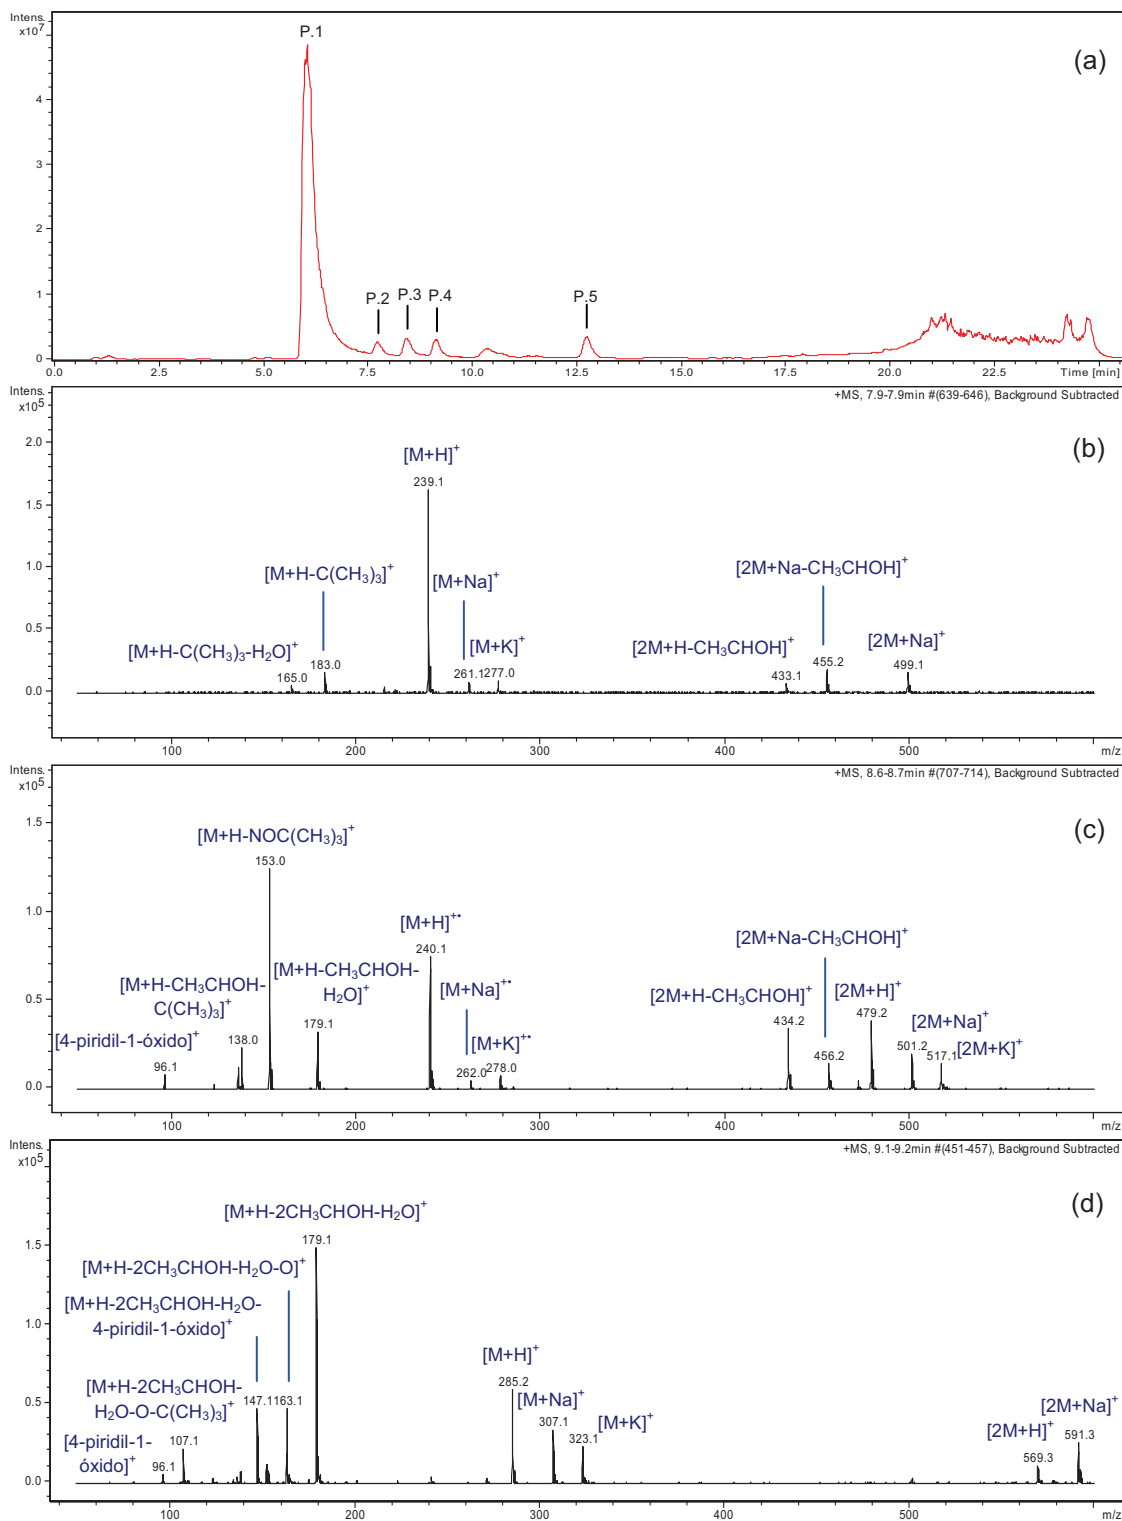 Intens.
x10⁷
P.1
(a)
4
3
2
1
0
P.2
P.3
P.4
P.5
0.0 2.5 5.0 7.5 10.0 12.5 15.0 17.5 20.0 22.5 Time [min]
Intens.
x10⁵
+MS, 7.9-7.9min #(639-646), Background Subtracted
(b)
2.0
1.5
1.0
0.5
0.0
[M+H]⁺
239.1
[M+H-C(CH₃)₃]⁺
183.0
[M+H-C(CH₃)₃-H₂O]⁺
165.0
[M+Na]⁺
261.1
[M+K]⁺
277.0
[2M+H-CH₃CHOH]⁺
433.1
[2M+Na-CH₃CHOH]⁺
455.2
[2M+Na]⁺
499.1
100 200 300 400 500 m/z
Intens.
x10⁵
+MS, 8.6-8.7min #(707-714), Background Subtracted
(c)
1.5
1.0
0.5
0.0
[M+H-NOC(CH₃)₃]⁺
153.0
[M+H-CH₃CHOH-
C(CH₃)₃]⁺
138.0
[4-piridil-1-óxido]⁺
96.1
[M+H-CH₃CHOH-
H₂O]⁺
179.1
[M+H]⁺•
240.1
[M+Na]⁺•
262.0
[M+K]⁺•
278.0
[2M+H-CH₃CHOH]⁺
434.2
[2M+Na-CH₃CHOH]⁺
456.2
[2M+H]⁺
479.2
[2M+Na]⁺
501.2
[2M+K]⁺
517.1
100 200 300 400 500 m/z
Intens.
x10⁵
+MS, 9.1-9.2min #(451-457), Background Subtracted
(d)
1.5
1.0
0.5
0.0
[M+H-2CH₃CHOH-H₂O]⁺
179.1
[M+H-2CH₃CHOH-H₂O-O]⁺
163.1
[M+H-2CH₃CHOH-H₂O-
4-piridil-1-óxido]⁺
147.1
[M+H-2CH₃CHOH-
H₂O-O-C(CH₃)₃]⁺
107.1
[4-piridil-1-
óxido]⁺
96.1
[M+H]⁺
285.2
[M+Na]⁺
307.1
[M+K]⁺
323.1
[2M+H]⁺
569.3
[2M+Na]⁺
591.3
100 200 300 400 500 m/z